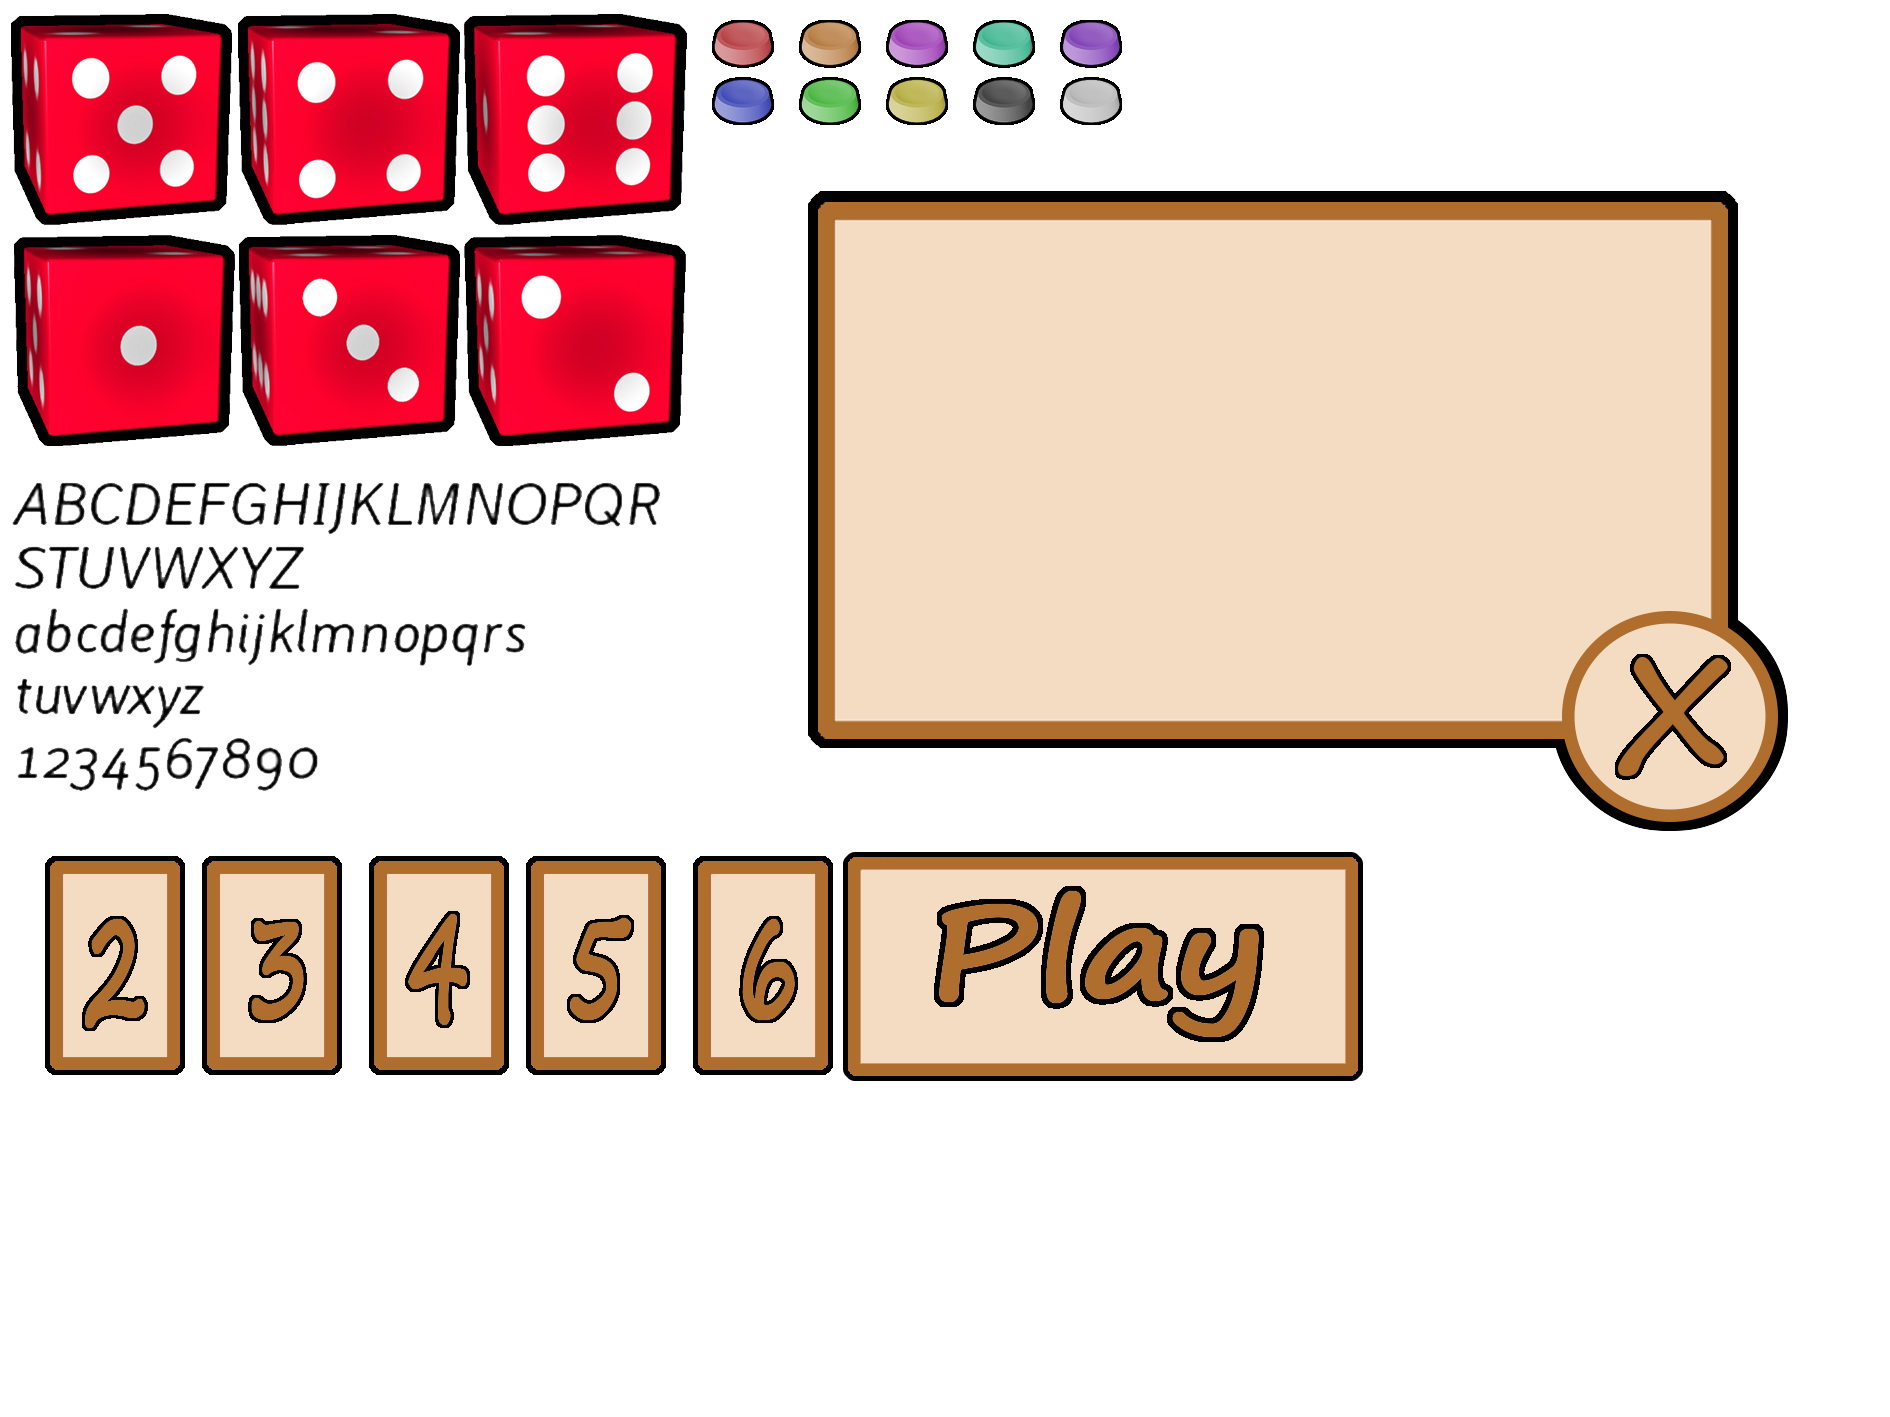 ABCDEFGHIJKLMNOPQR
STUVWXYZ
abcdefghijklmnopqrs
tuvwxyz
1234567890
X
2 3 4 5 6 Play